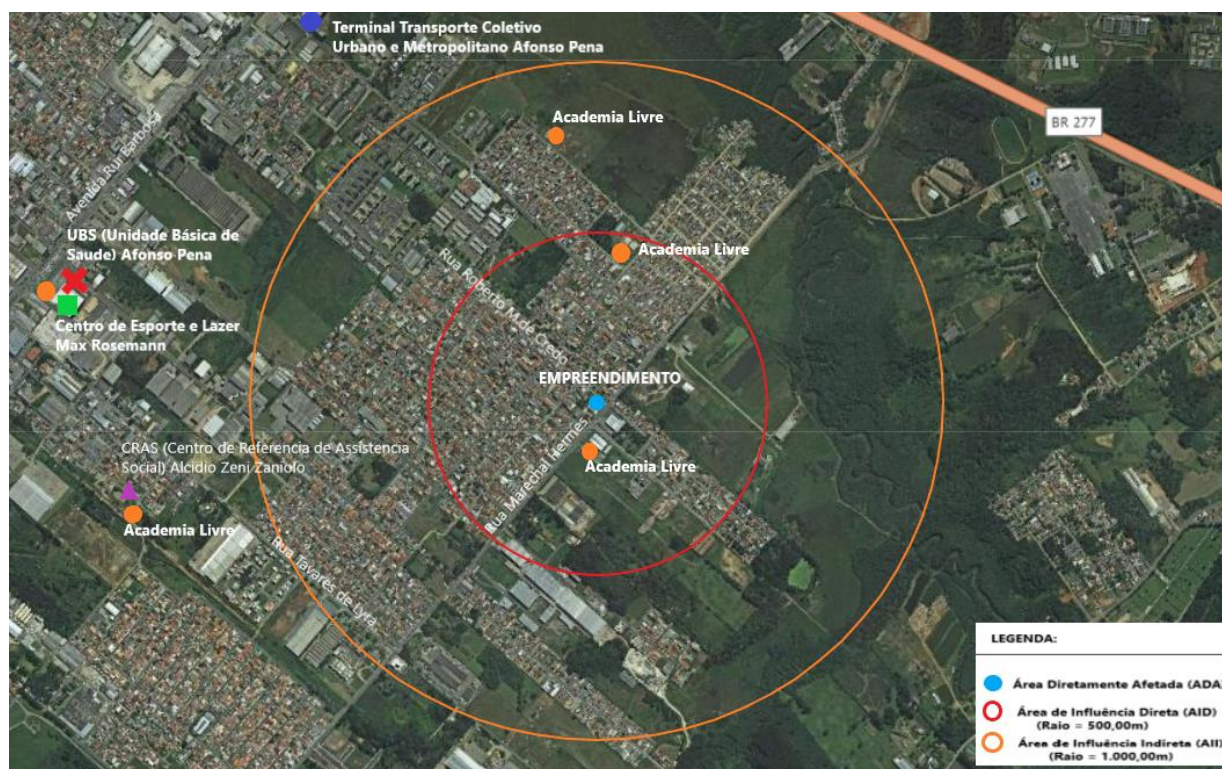 Terminal Transporte Coletivo
Urbano e Metropolitano Afonso Pena
Academia Livre
BR 277
Avenida Rui Barbosa
UBS (Unidade Básica de
Saude) Afonso Pena
Academia Livre
Rua Roberto M.de Credo
Centro de Esporte e Lazer
Max Rosemann
EMPREENDIMENTO
CRAS (Centro de Referencia de Assistencia
Social) Alcidio Zeni Zaniolo
Academia Livre
Rua Marechal Hermes
Academia Livre
Rua Tavares de Lyra
LEGENDA:
Área Diretamente Afetada (ADA)
Área de Influência Direta (AID)
(Raio = 500,00m)
Área de Influência Indireta (AII)
(Raio = 1.000,00m)